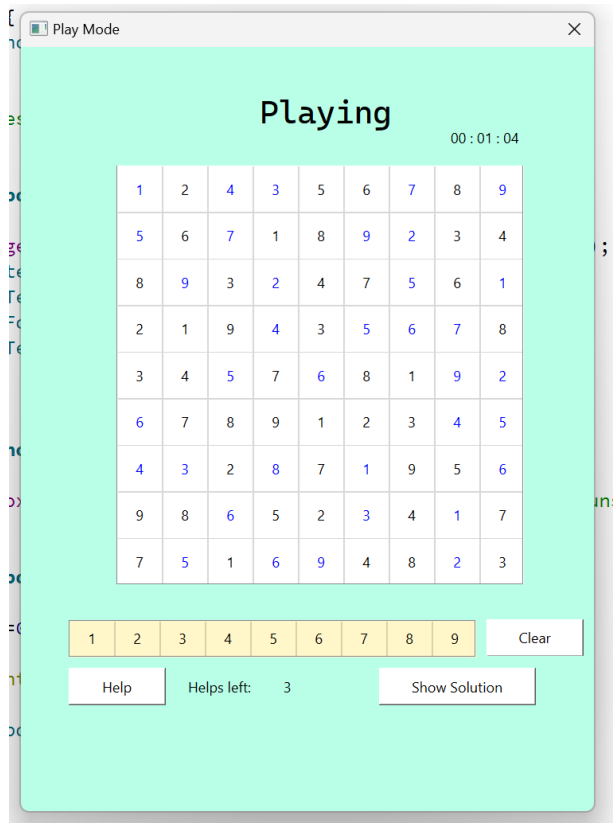 Play Mode
Playing
00 : 01 : 04
1 2 4 3 5 6 7 8 9
5 6 7 1 8 9 2 3 4
8 9 3 2 4 7 5 6 1
2 1 9 4 3 5 6 7 8
3 4 5 7 6 8 1 9 2
6 7 8 9 1 2 3 4 5
4 3 2 8 7 1 9 5 6
9 8 6 5 2 3 4 1 7
7 5 1 6 9 4 8 2 3
1 2 3 4 5 6 7 8 9 Clear
Help Helps left: 3 Show Solution